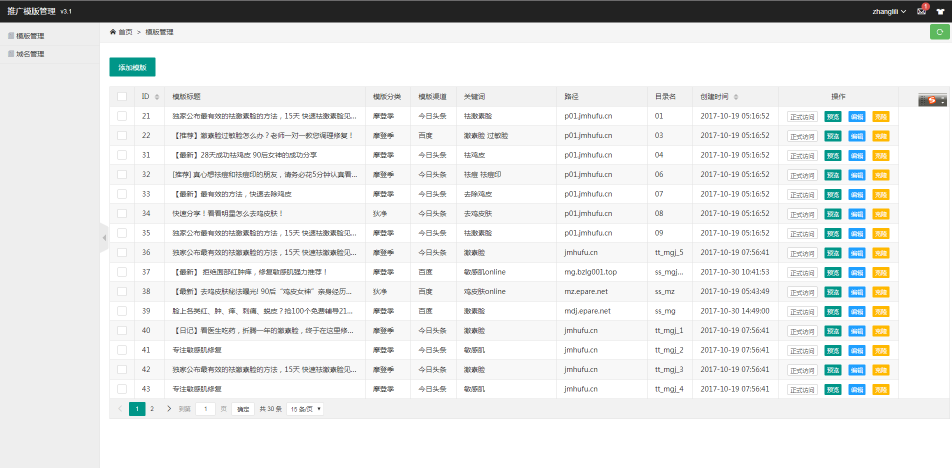 推广模版管理 v3.1
zhanglili
1
模版管理
域名管理
首页 > 模版管理
添加模版
ID 模版标题 模版分类 模版渠道 关键词 路径 目录名 创建时间 操作
21 独家公布最有效的祛激素脸的方法，15天 快速祛激素脸见... 摩登季 今日头条 祛激素脸 p01.jmhufu.cn 01 2017-10-19 05:16:52 正式访问 预览 编辑 克隆
22 【推荐】激素脸过敏脸怎么办？老师一对一教您调理修复！ 摩登季 百度 激素脸 过敏脸 p01.jmhufu.cn 03 2017-10-19 05:16:52 正式访问 预览 编辑 克隆
31 【最新】28天成功祛鸡皮 90后女神的成功分享 摩登季 今日头条 祛鸡皮 p01.jmhufu.cn 04 2017-10-19 05:16:52 正式访问 预览 编辑 克隆
32 [推荐] 真心想祛痘和祛痘印的朋友，请务必花5分钟认真看... 摩登季 今日头条 祛痘 祛痘印 p01.jmhufu.cn 06 2017-10-19 05:16:52 正式访问 预览 编辑 克隆
33 【最新】最有效的方法，快速去除鸡皮 摩登季 今日头条 去除鸡皮 p01.jmhufu.cn 07 2017-10-19 05:16:52 正式访问 预览 编辑 克隆
34 快速分享！看看明星怎么去鸡皮肤！ 狄净 今日头条 去鸡皮肤 p01.jmhufu.cn 08 2017-10-19 05:16:52 正式访问 预览 编辑 克隆
35 独家公布最有效的祛激素脸的方法，15天 快速祛激素脸见... 摩登季 今日头条 祛激素脸 p01.jmhufu.cn 09 2017-10-19 05:16:52 正式访问 预览 编辑 克隆
36 独家公布最有效的祛激素脸的方法，15天 快速祛激素脸见... 摩登季 今日头条 激素脸 jmhufu.cn tt_mgj_5 2017-10-19 07:56:41 正式访问 预览 编辑 克隆
37 【最新】 拒绝面部红肿痒，修复敏感肌强力推荐！ 摩登季 百度 敏感肌online mg.bzlg001.top ss_mgj... 2017-10-30 10:41:53 正式访问 预览 编辑 克隆
38 【最新】去鸡皮肤秘诀曝光! 90后“鸡皮女神”亲身经历... 狄净 百度 鸡皮肤online mz.epare.net ss_mz 2017-10-19 05:43:49 正式访问 预览 编辑 克隆
39 脸上各类红、肿、痒、刺痛、脱皮？抢100个免费辅导21... 摩登季 百度 激素脸 mdj.epare.net ss_mg 2017-10-30 14:49:00 正式访问 预览 编辑 克隆
40 【日记】看医生吃药，折腾一年的激素脸，终于在这里修... 摩登季 今日头条 激素脸 jmhufu.cn tt_mgj_1 2017-10-19 07:56:41 正式访问 预览 编辑 克隆
41 专注敏感肌修复 摩登季 今日头条 敏感肌 jmhufu.cn tt_mgj_2 2017-10-19 07:56:41 正式访问 预览 编辑 克隆
42 独家公布最有效的祛激素脸的方法，15天 快速祛激素脸见... 摩登季 今日头条 激素脸 jmhufu.cn tt_mgj_3 2017-10-19 07:56:41 正式访问 预览 编辑 克隆
43 专注敏感肌修复 摩登季 今日头条 敏感肌 jmhufu.cn tt_mgj_4 2017-10-19 07:56:41 正式访问 预览 编辑 克隆
1 2 到第 1 页 确定 共 30 条 15 条/页